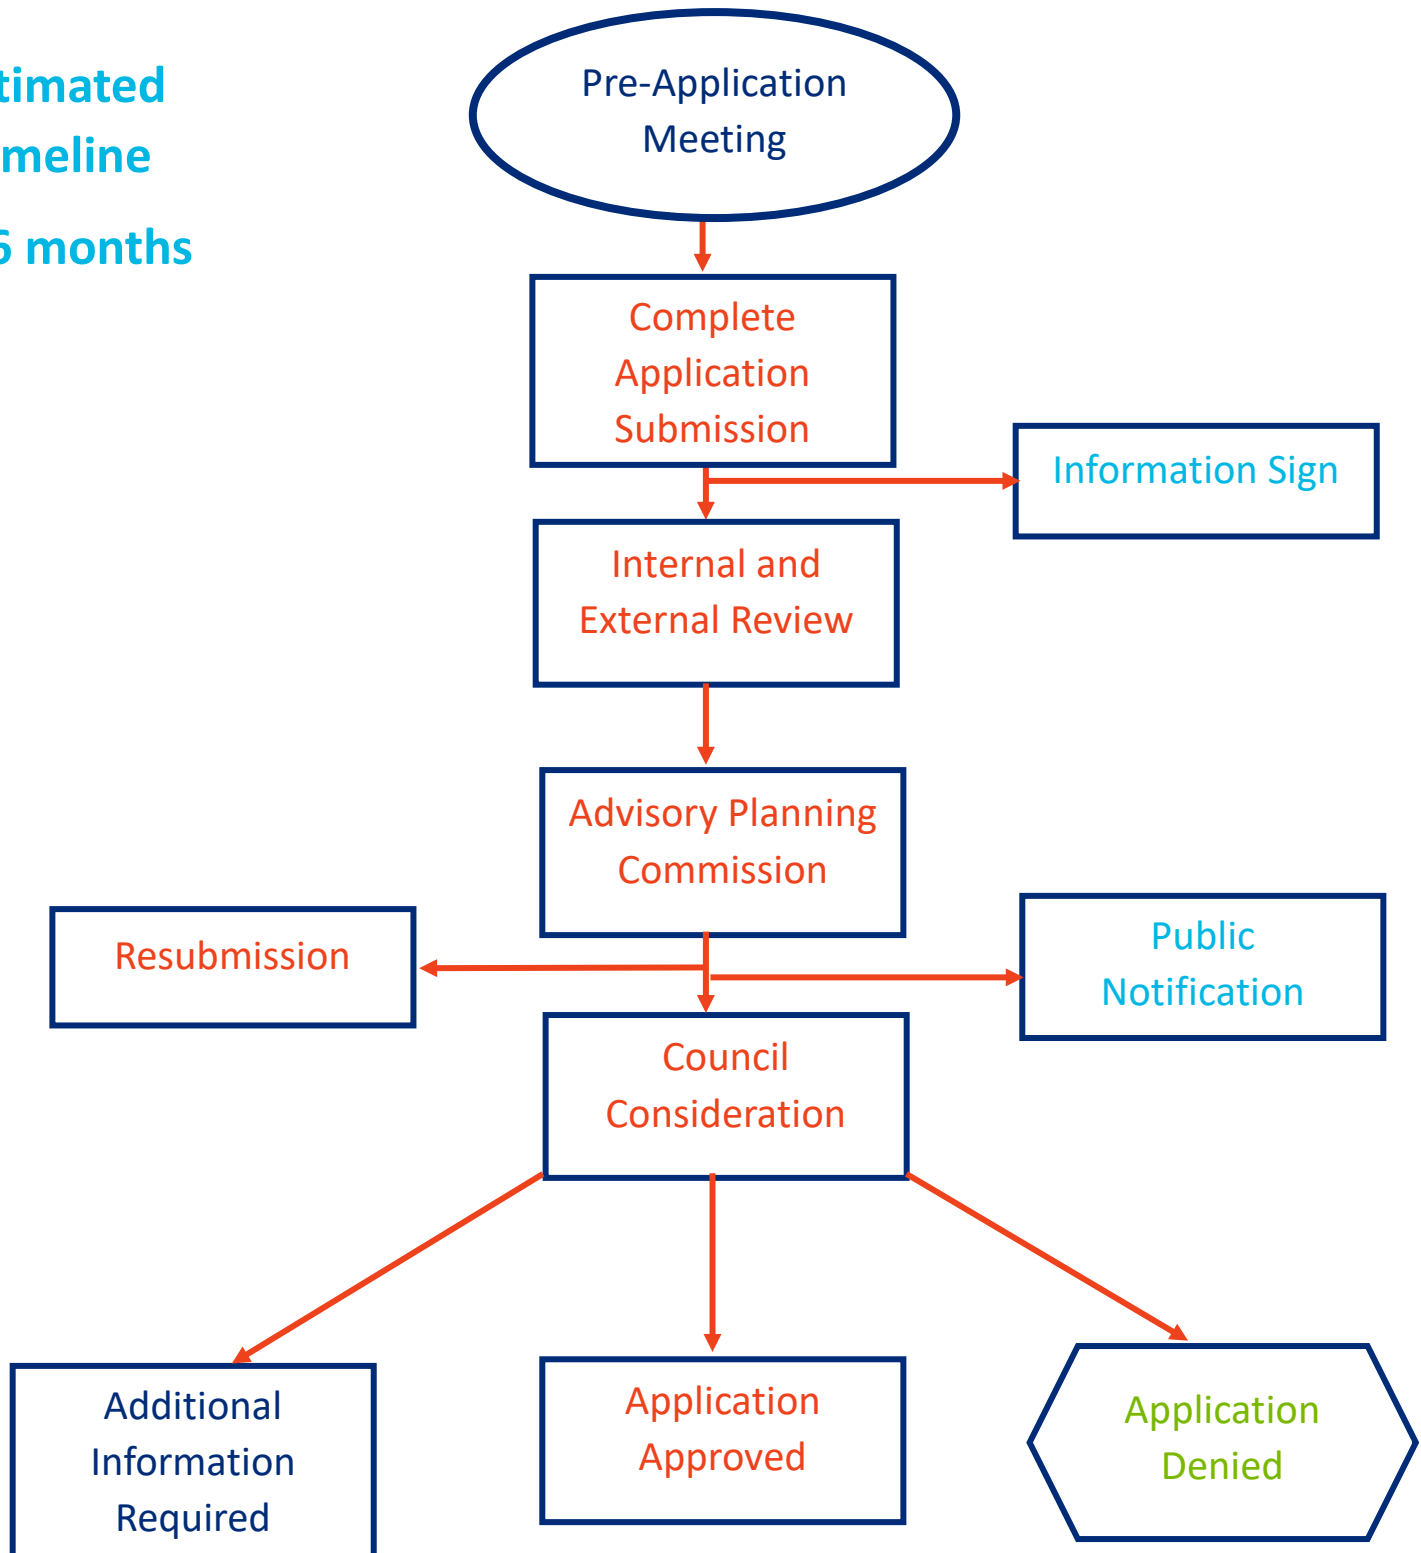 timated
meline
6 months
Pre-Application
Meeting
Complete
Application
Submission
Information Sign
Internal and
External Review
Advisory Planning
Commission
Resubmission
Public
Notification
Council
Consideration
Additional
Information
Required
Application
Approved
Application
Denied